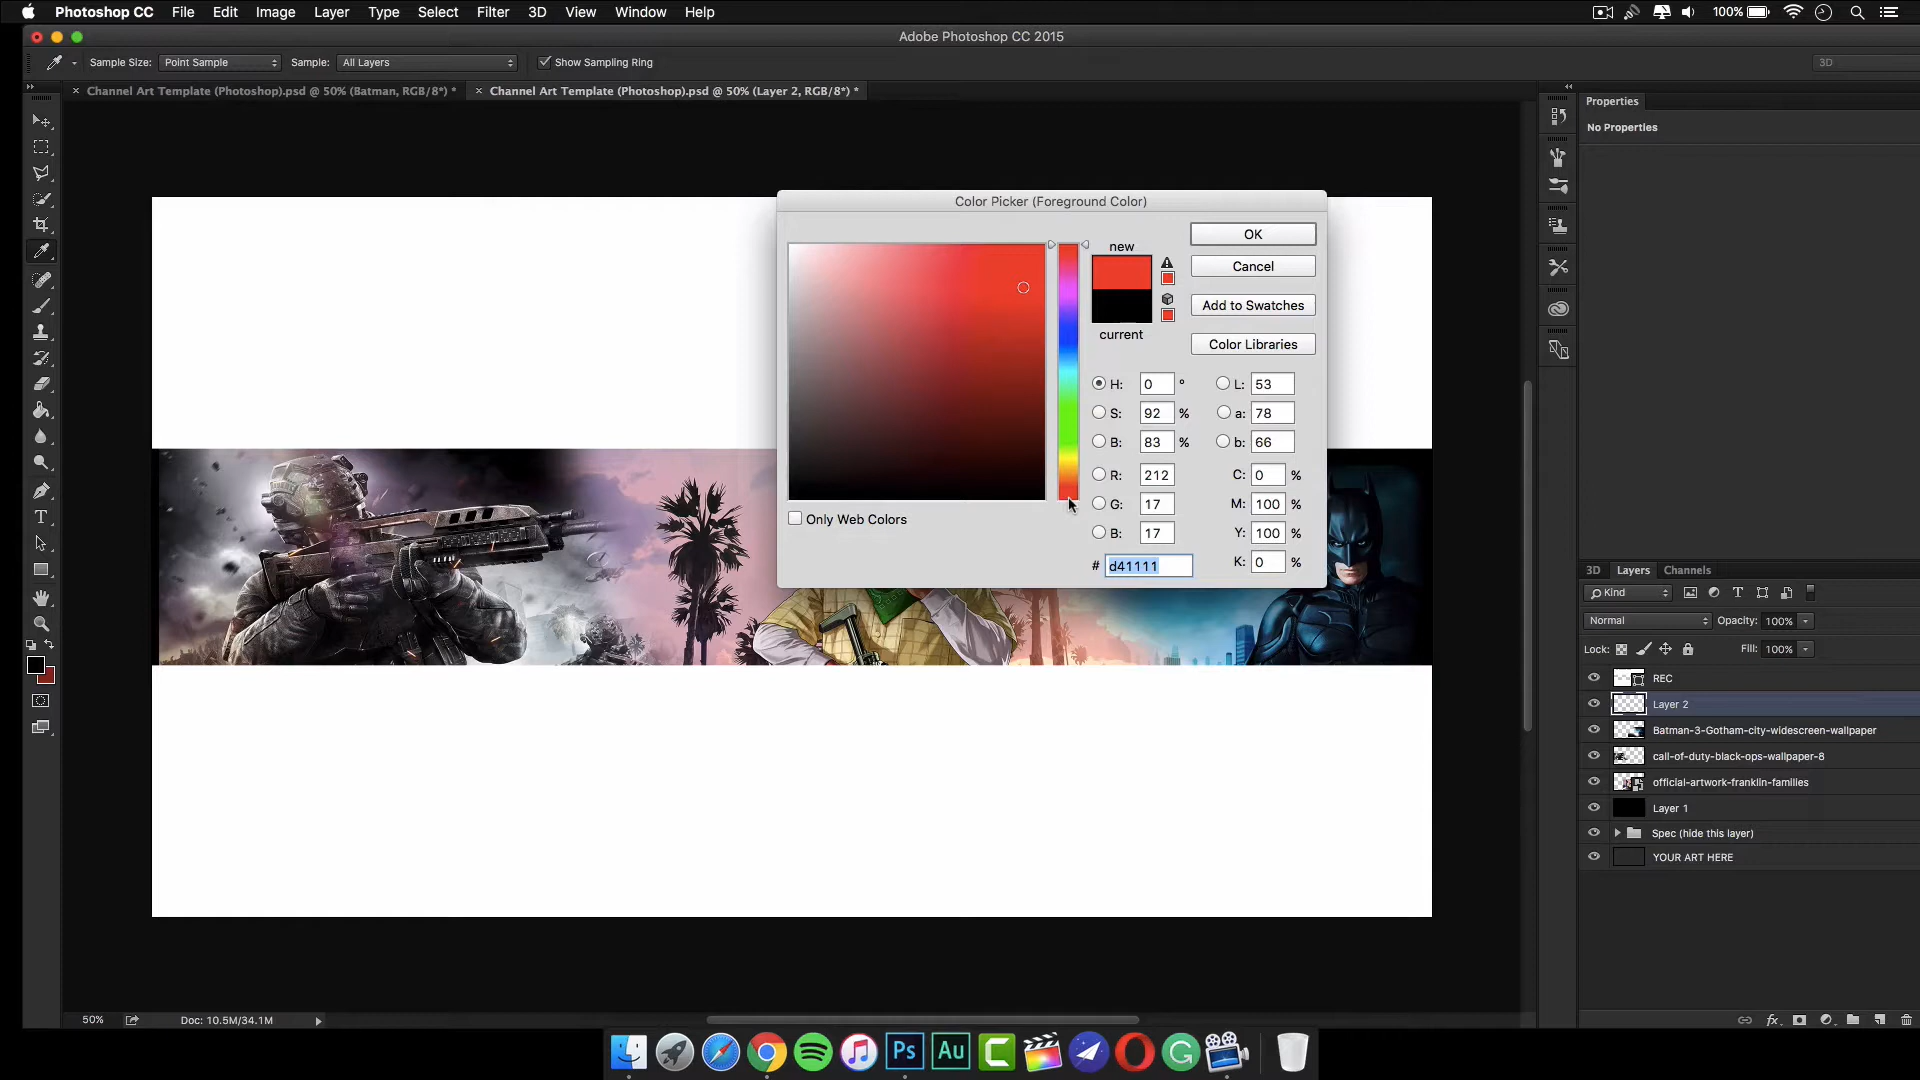 Photoshop CC File Edit Image Layer Type Select Filter 3D View Window Help 100%
Adobe Photoshop CC 2015
Sample Size: Point Sample Sample: All Layers Show Sampling Ring 3D
Channel Art Template (Photoshop).psd @ 50% (Batman, RGB/8*) * Channel Art Template (Photoshop).psd @ 50% (Layer 2, RGB/8*) *
Properties
No Properties
Color Picker (Foreground Color)
new
current
OK
Cancel
Add to Swatches
Color Libraries
H: 0 ° L: 53
S: 92 % a: 78
B: 83 % b: 66
R: 212 C: 0 %
G: 17 M: 100 %
B: 17 Y: 100 %
# d41111 K: 0 %
Only Web Colors
3D Layers Channels
Kind
Normal Opacity: 100%
Lock: Fill: 100%
REC
Layer 2
Batman-3-Gotham-city-widescreen-wallpaper
call-of-duty-black-ops-wallpaper-8
official-artwork-franklin-families
Layer 1
Spec (hide this layer)
YOUR ART HERE
fx
50% Doc: 10.5M/34.1M
Ps Au